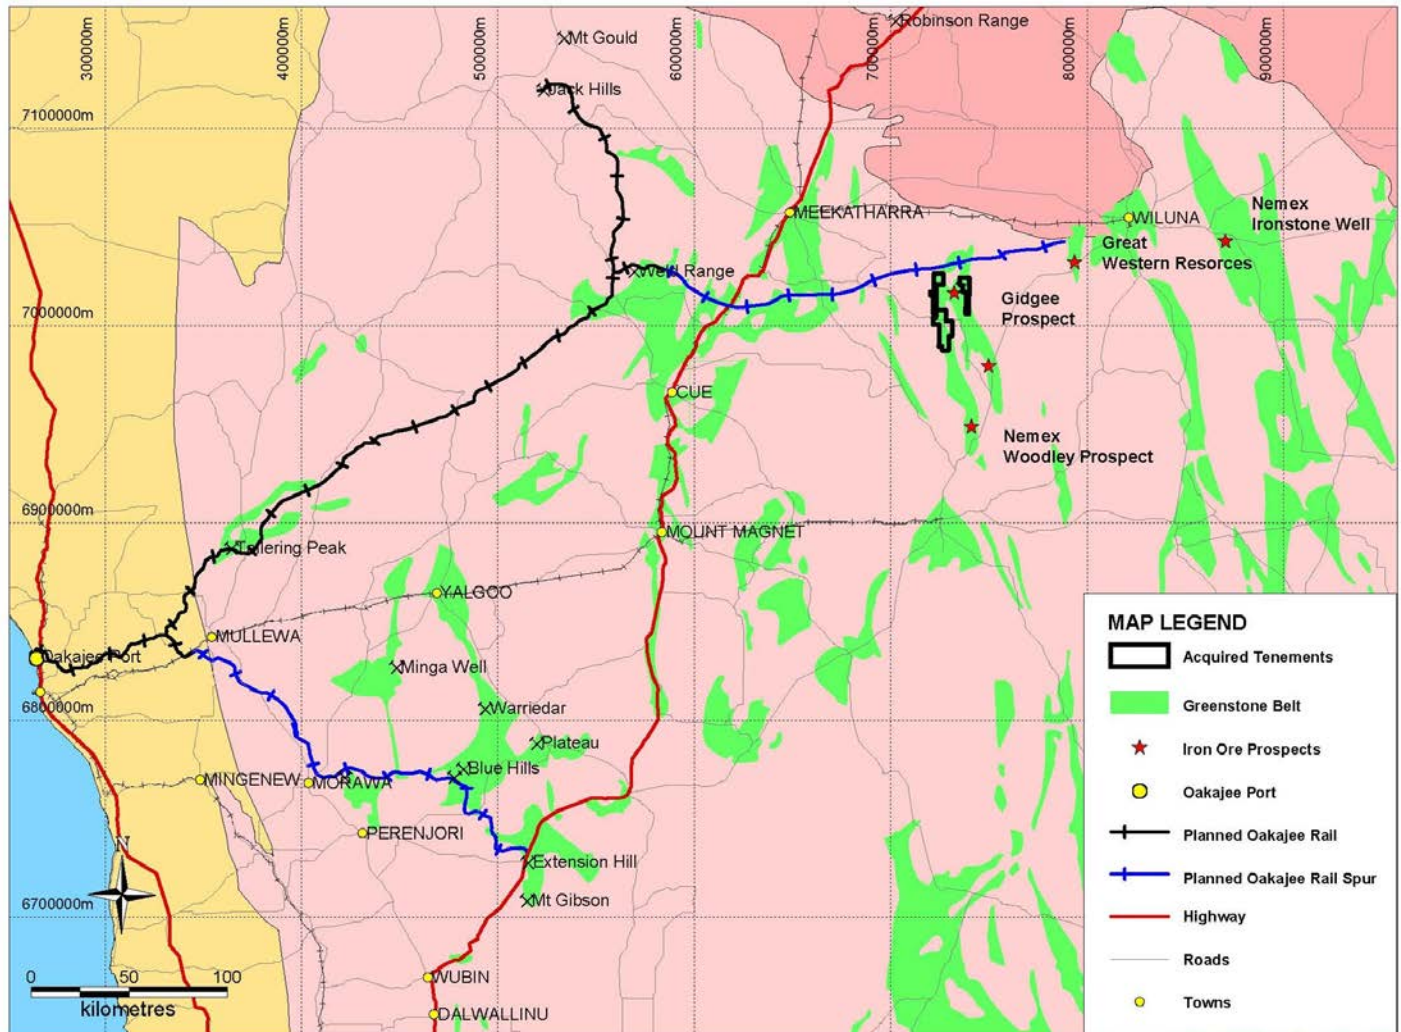 300000m
400000m
500000m
600000m
700000m
800000m
900000m
Robinson Range
Mt Gould
Jack Hills
7100000m
MEEKATHARRA
WILUNA
Nemex
Ironstone Well
Great
Western Resorces
Weld Range
Gidgee
Prospect
7000000m
CUE
Nemex
Woodley Prospect
6900000m
MOUNT MAGNET
Tallering Peak
YALGOO
MULLEWA
Oakajee Port
Minga Well
6800000m
Warriedar
Plateau
Blue Hills
MINGENEW
MORAWA
PERENJORI
N
Extension Hill
Mt Gibson
6700000m
WUBIN
DALWALLINU
0 50 100
kilometres
MAP LEGEND
Acquired Tenements
Greenstone Belt
Iron Ore Prospects
Oakajee Port
Planned Oakajee Rail
Planned Oakajee Rail Spur
Highway
Roads
Towns